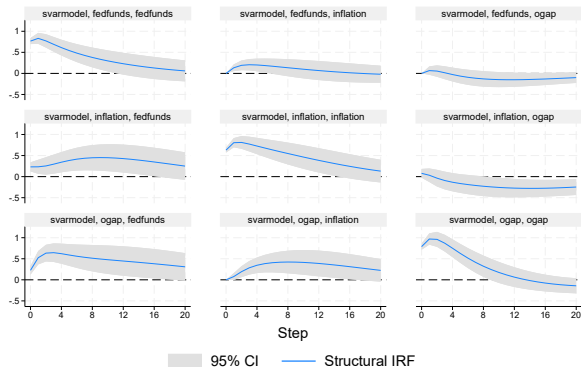 svarmodel, fedfunds, fedfunds svarmodel, fedfunds, inflation svarmodel, fedfunds, ogap
1
.5
0
-.5
svarmodel, inflation, fedfunds svarmodel, inflation, inflation svarmodel, inflation, ogap
1
.5
0
-.5
svarmodel, ogap, fedfunds svarmodel, ogap, inflation svarmodel, ogap, ogap
1
.5
0
-.5
0 4 8 12 16 20 0 4 8 12 16 20 0 4 8 12 16 20
Step
95% CI Structural IRF